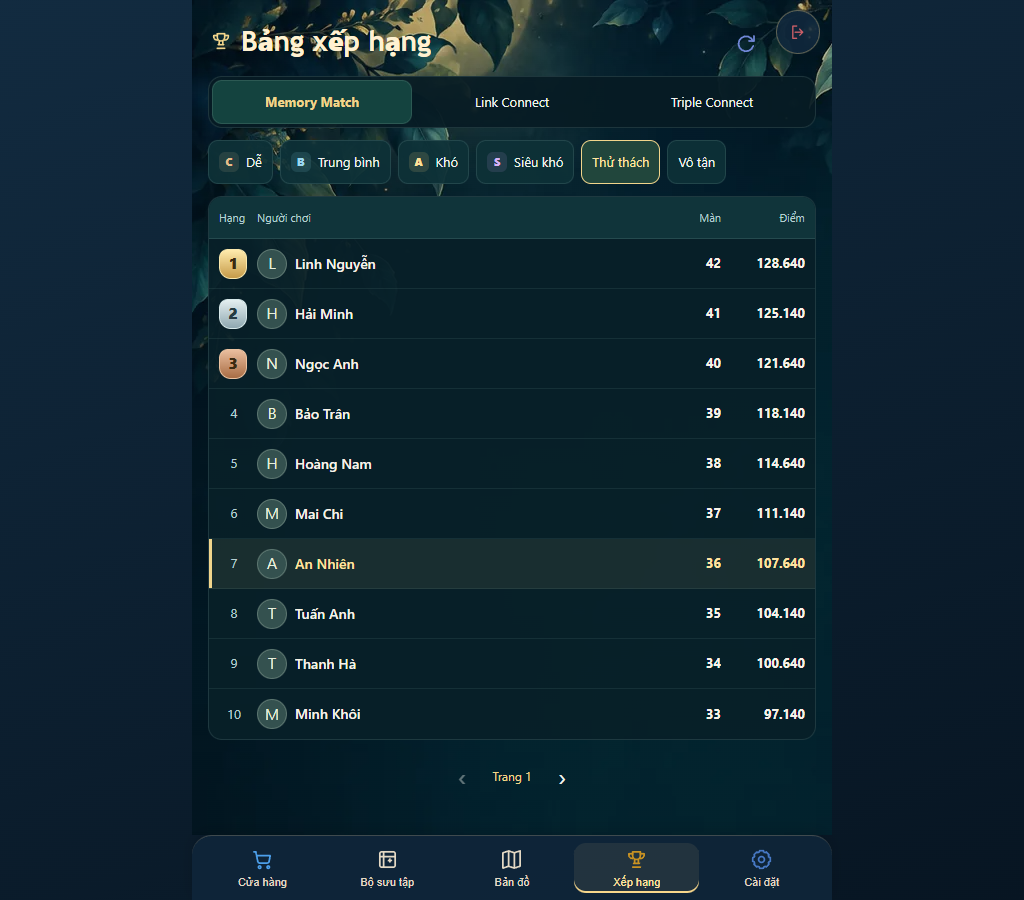 Bảng xếp hạng
Memory Match Link Connect Triple Connect
C Dễ B Trung bình A Khó S Siêu khó Thử thách Vô tận
Hạng Người chơi Màn Điểm
1 L Linh Nguyễn 42 128.640
2 H Hải Minh 41 125.140
3 N Ngọc Anh 40 121.640
4 B Bảo Trân 39 118.140
5 H Hoàng Nam 38 114.640
6 M Mai Chi 37 111.140
7 A An Nhiên 36 107.640
8 T Tuấn Anh 35 104.140
9 T Thanh Hà 34 100.640
10 M Minh Khôi 33 97.140
‹ Trang 1 ›
Cửa hàng Bộ sưu tập Bản đồ Xếp hạng Cài đặt